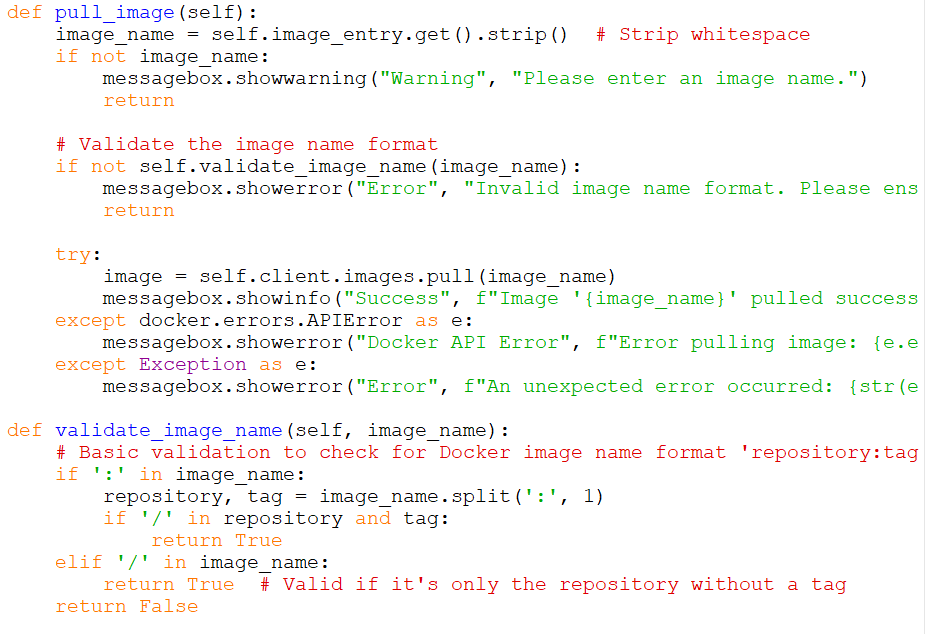 def pull_image(self):
    image_name = self.image_entry.get().strip()  # Strip whitespace
    if not image_name:
        messagebox.showwarning("Warning", "Please enter an image name.")
        return

    # Validate the image name format
    if not self.validate_image_name(image_name):
        messagebox.showerror("Error", "Invalid image name format. Please ens
        return

    try:
        image = self.client.images.pull(image_name)
        messagebox.showinfo("Success", f"Image '{image_name}' pulled success
    except docker.errors.APIError as e:
        messagebox.showerror("Docker API Error", f"Error pulling image: {e.e
    except Exception as e:
        messagebox.showerror("Error", f"An unexpected error occurred: {str(e

def validate_image_name(self, image_name):
    # Basic validation to check for Docker image name format 'repository:tag
    if ':' in image_name:
        repository, tag = image_name.split(':', 1)
        if '/' in repository and tag:
            return True
    elif '/' in image_name:
        return True  # Valid if it's only the repository without a tag
    return False